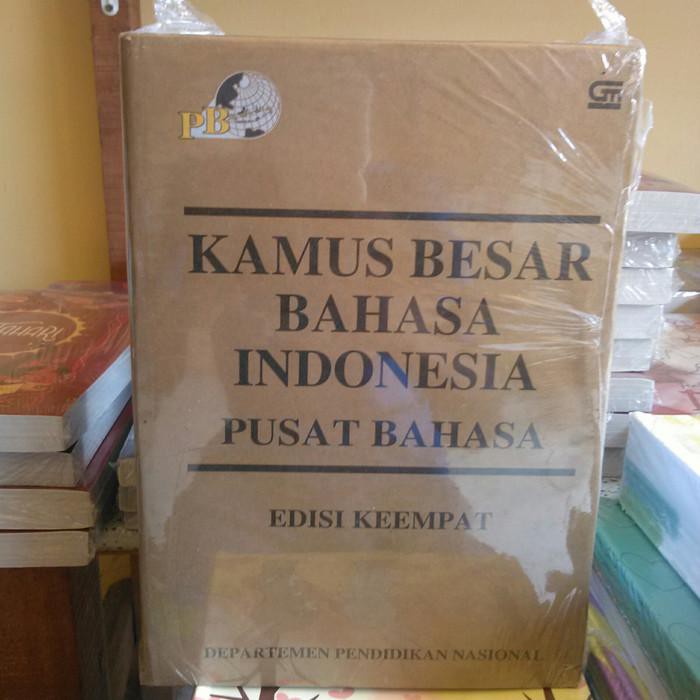 PB
KAMUS BESAR
BAHASA
INDONESIA
PUSAT BAHASA
EDISI KEEMPAT
DEPARTEMEN PENDIDIKAN NASIONAL